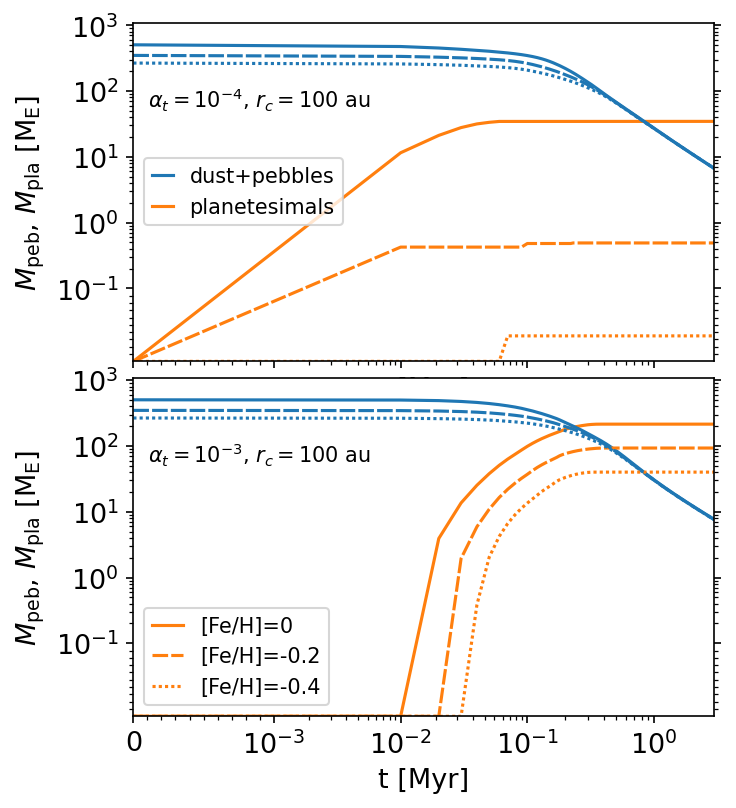 10³
10²
10¹
10⁰
10⁻¹
M_peb, M_pla [M_E]
α_t = 10⁻⁴, r_c = 100 au
dust+pebbles
planetesimals
10³
10²
10¹
10⁰
10⁻¹
M_peb, M_pla [M_E]
α_t = 10⁻³, r_c = 100 au
[Fe/H]=0
[Fe/H]=-0.2
[Fe/H]=-0.4
0 10⁻³ 10⁻² 10⁻¹ 10⁰
t [Myr]